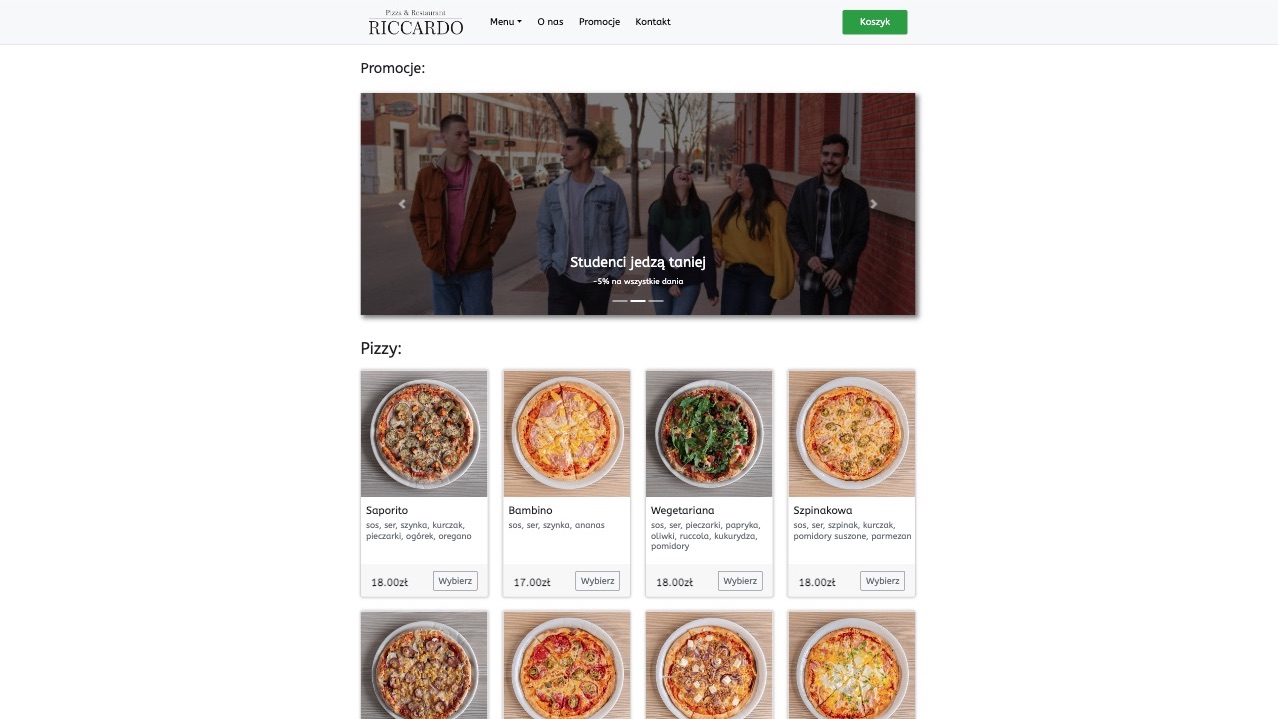 Pizza & Restaurant
RICCARDO
Menu
O nas
Promocje
Kontakt
Koszyk
Promocje:
Studenci jedzą taniej
-5% na wszystkie dania
Pizzy:
Saporito
sos, ser, szynka, kurczak,
pieczarki, ogórek, oregano
18.00zł
Wybierz
Bambino
sos, ser, szynka, ananas
17.00zł
Wybierz
Wegetariana
sos, ser, pieczarki, papryka,
oliwki, ruccola, kukurydza,
pomidory
18.00zł
Wybierz
Szpinakowa
sos, ser, szpinak, kurczak,
pomidory suszone, parmezan
18.00zł
Wybierz